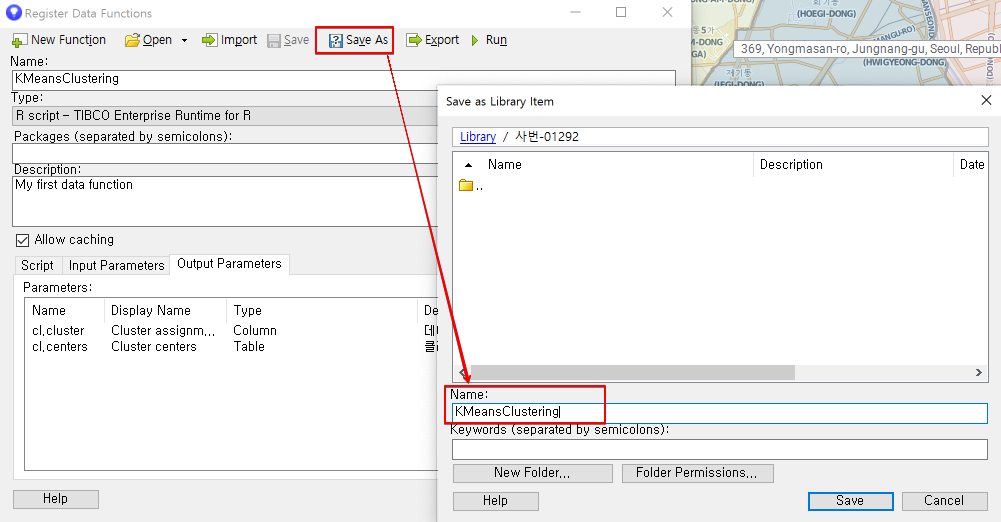 Register Data Functions
New Function Open Import Save Save As Export Run
Name:
KMeansClustering
Type:
R script - TIBCO Enterprise Runtime for R
Packages (separated by semicolons):
Description:
My first data function
Allow caching
Script Input Parameters Output Parameters
Parameters:
Name Display Name Type
cl.cluster Cluster assignm... Column
cl.centers Cluster centers Table
Help
(HOEGI-DONG)
369, Yongmasan-ro, Jungnang-gu, Seoul, Republ
제기동
(HWIGYEONG-DONG)
Save as Library Item
Library / 사번-01292
Name Description Date
..
Name:
KMeansClustering
Keywords (separated by semicolons):
New Folder... Folder Permissions...
Help Save Cancel